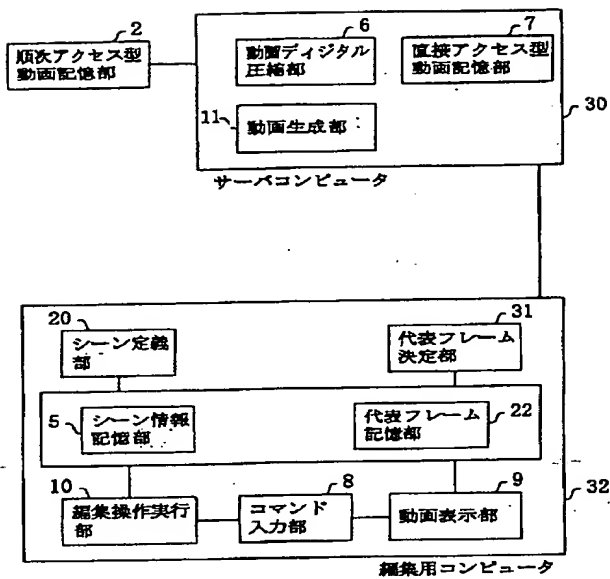 2
順次アクセス型
動画記憶部
6
動画ディジタル
圧縮部
7
直接アクセス型
動画記憶部
11
動画生成部
30
サーバコンピュータ
20
シーン定義
部
31
代表フレーム
決定部
5
シーン情報
記憶部
代表フレーム
記憶部
22
10
編集操作実行
部
8
コマンド
入力部
9
動画表示部
32
編集用コンピュータ